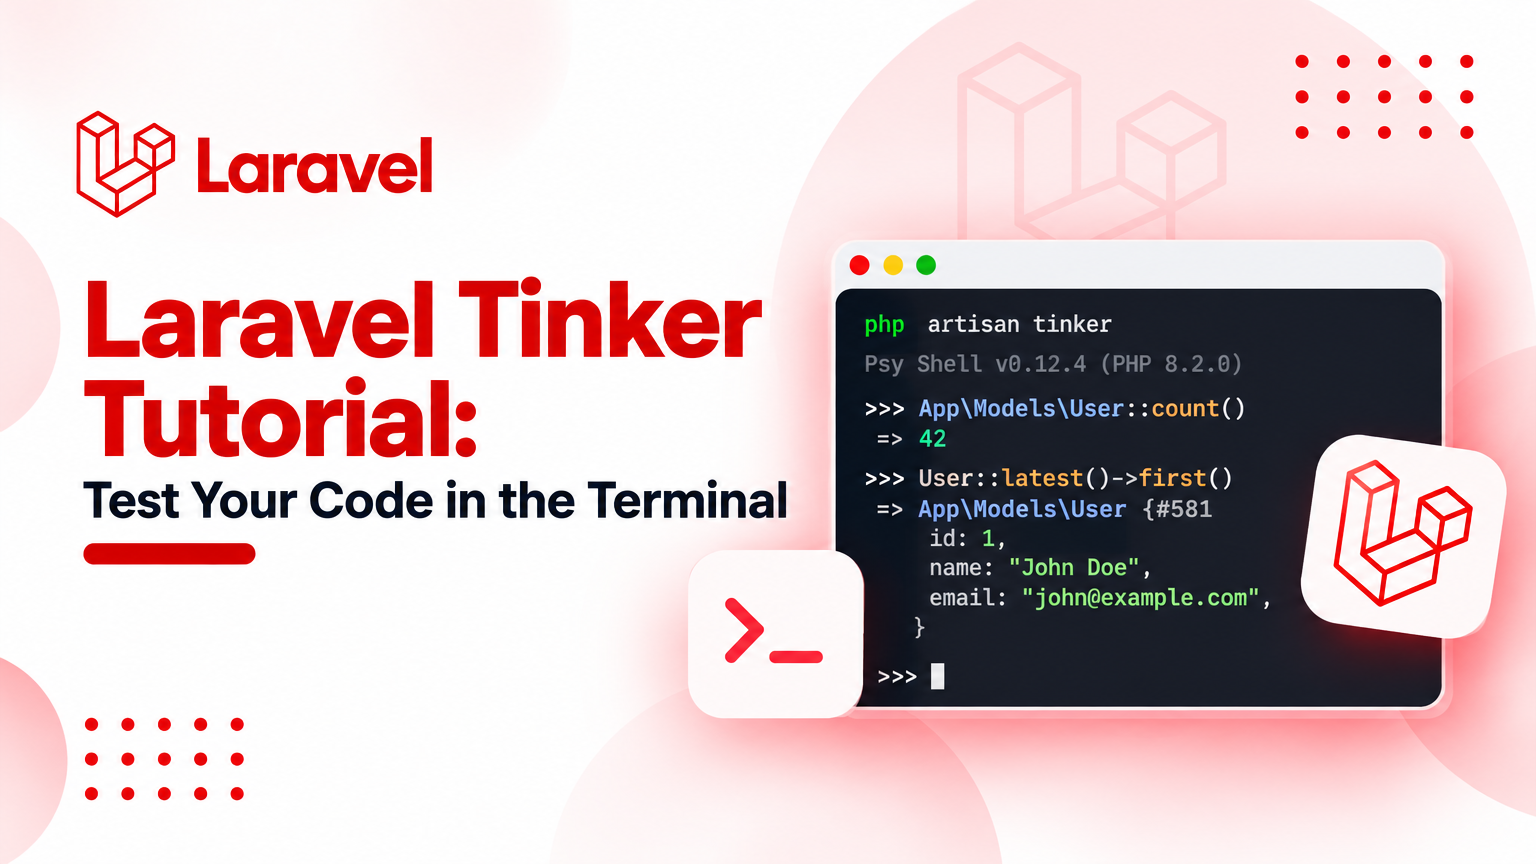 Laravel
Laravel Tinker
Tutorial:
Test Your Code in the Terminal
php artisan tinker
Psy Shell v0.12.4 (PHP 8.2.0)
>>> App\Models\User::count()
=> 42
>>> User::latest()->first()
=> App\Models\User {#581
id: 1,
name: "John Doe",
email: "john@example.com",
}
>>>